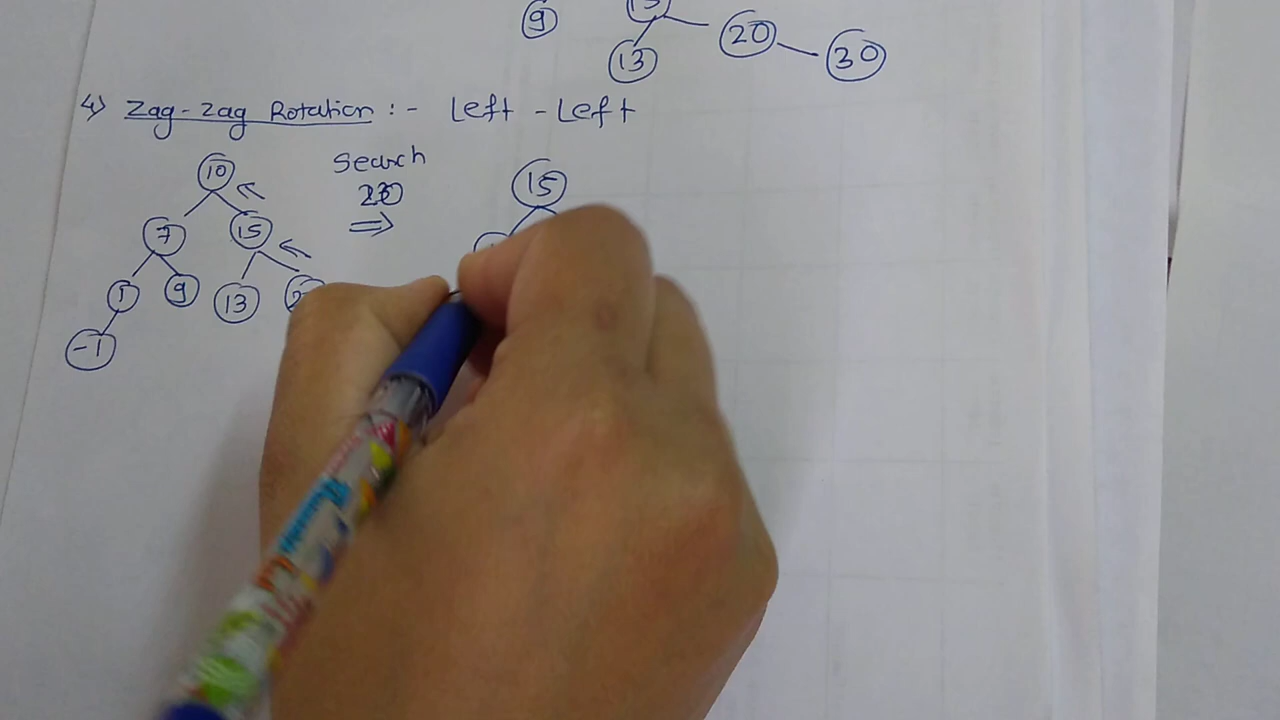 9 20 30
13
4) Zag-Zag Rotation :- Left - Left
10 Search 15
7 15
1 9 13
-1